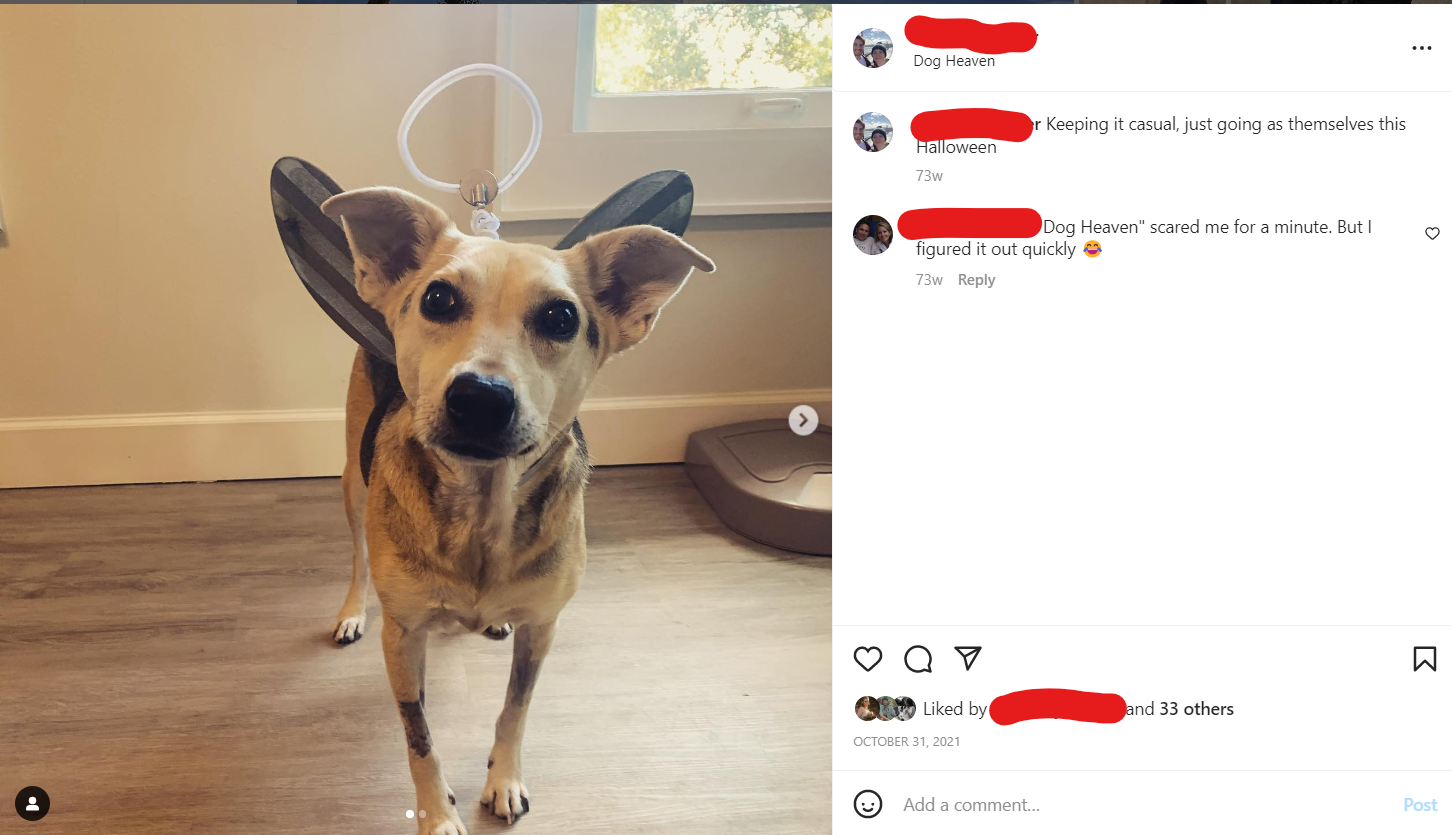 Dog Heaven
r Keeping it casual, just going as themselves this
Halloween
73w
Dog Heaven" scared me for a minute. But I
figured it out quickly 😂
73w Reply
Liked by and 33 others
OCTOBER 31, 2021
Add a comment... Post